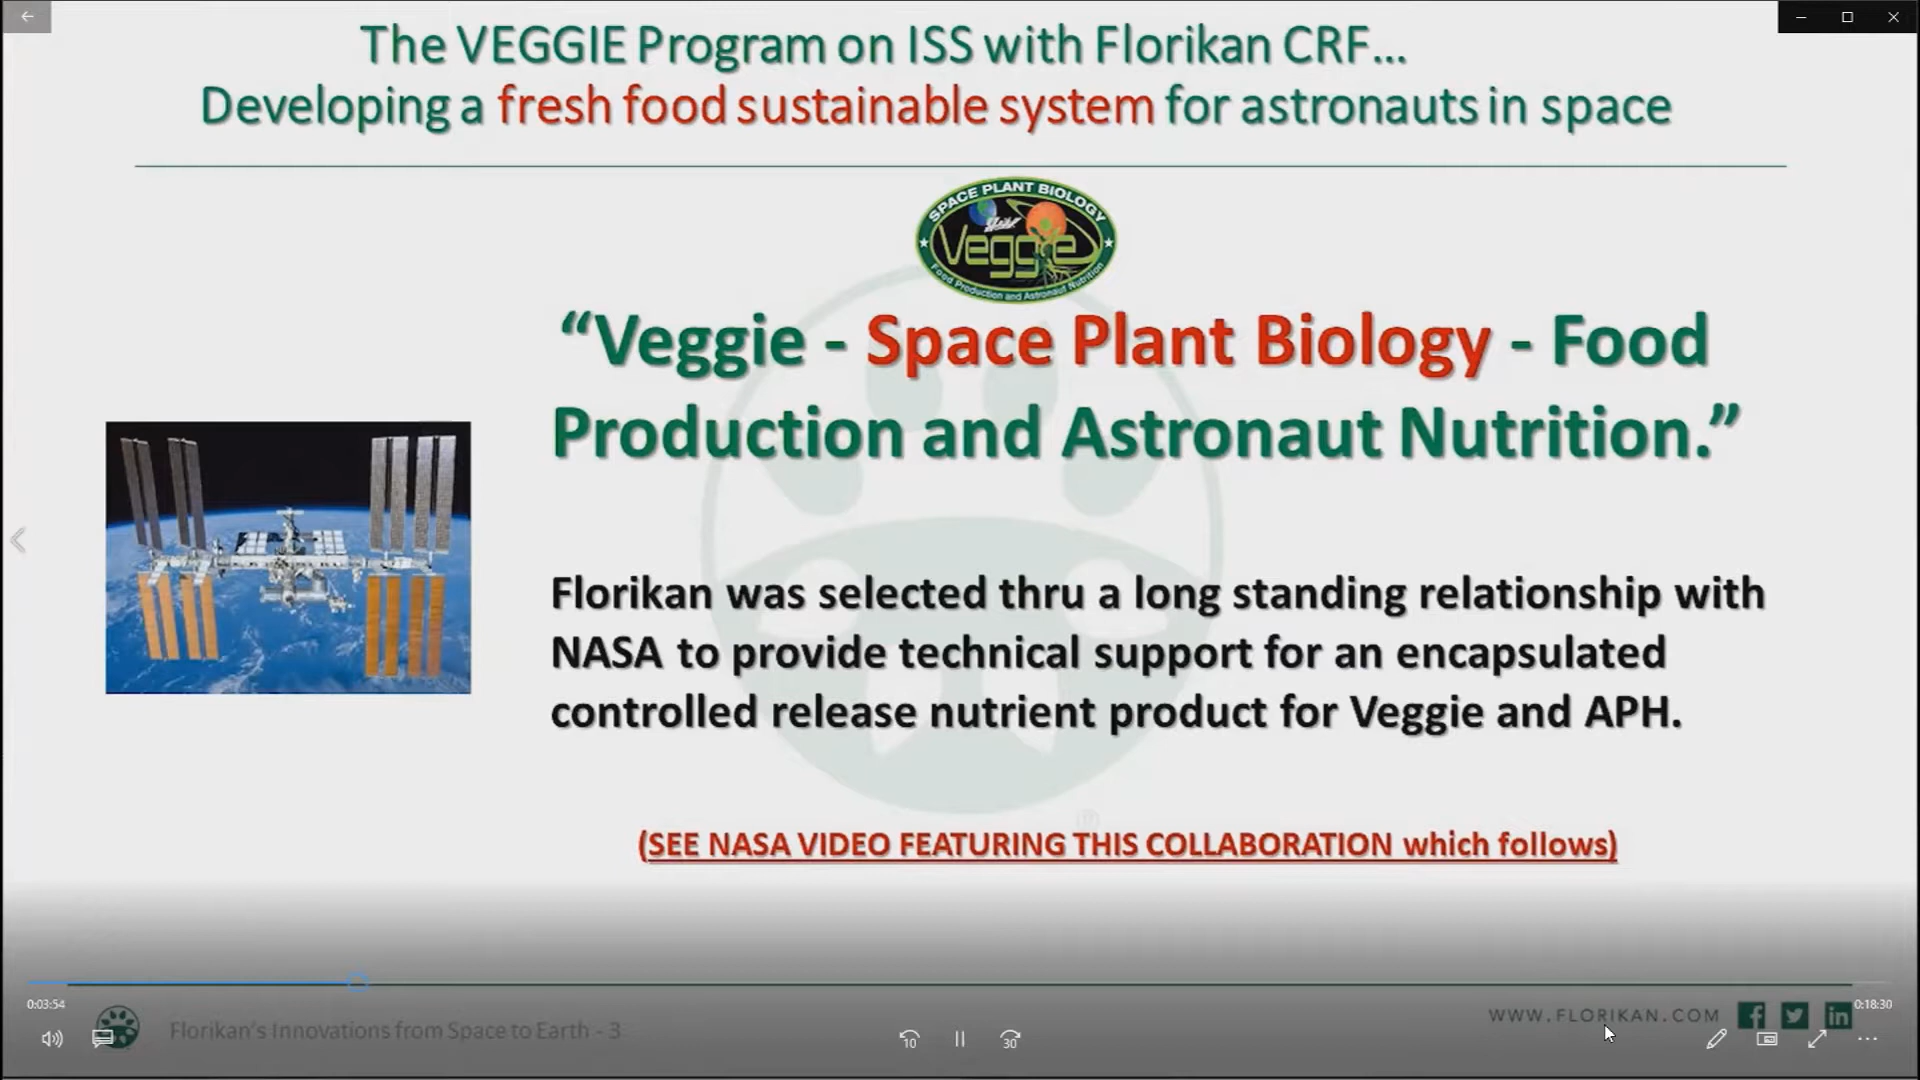 The VEGGIE Program on ISS with Florikan CRF...
Developing a fresh food sustainable system for astronauts in space
SPACE PLANT BIOLOGY
Veggie
Food Production and Astronaut Nutrition
“Veggie - Space Plant Biology - Food
Production and Astronaut Nutrition.”
Florikan was selected thru a long standing relationship with
NASA to provide technical support for an encapsulated
controlled release nutrient product for Veggie and APH.
(SEE NASA VIDEO FEATURING THIS COLLABORATION which follows)
0:03:54
0:18:30
Florikan's Innovations from Space to Earth - 3
WWW.FLORIKAN.COM
10
30